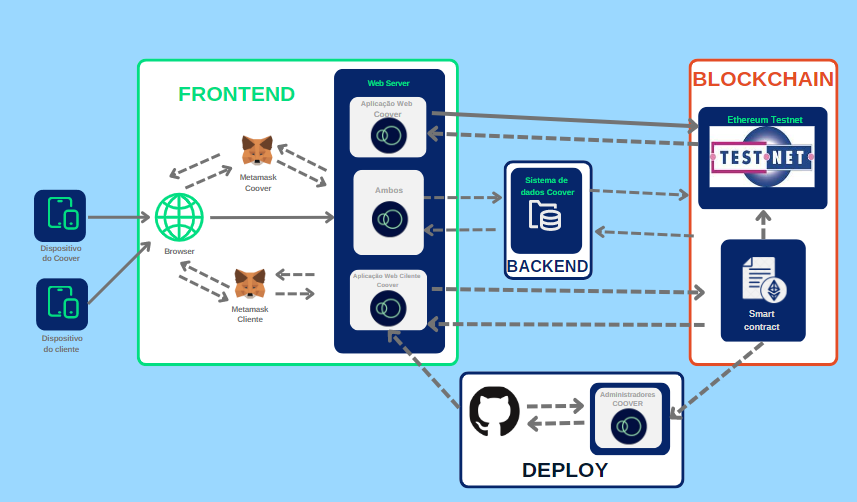 FRONTEND
Web Server
Aplicação Web
Coover
Metamask
Coover
Ambos
Dispositivo
do Coover
Browser
Aplicação Web Cliente
Coover
Metamask
Cliente
Dispositivo
do cliente
Sistema de
dados Coover
BACKEND
BLOCKCHAIN
Ethereum Testnet
TEST NET
Smart
contract
Administradores
COOVER
DEPLOY